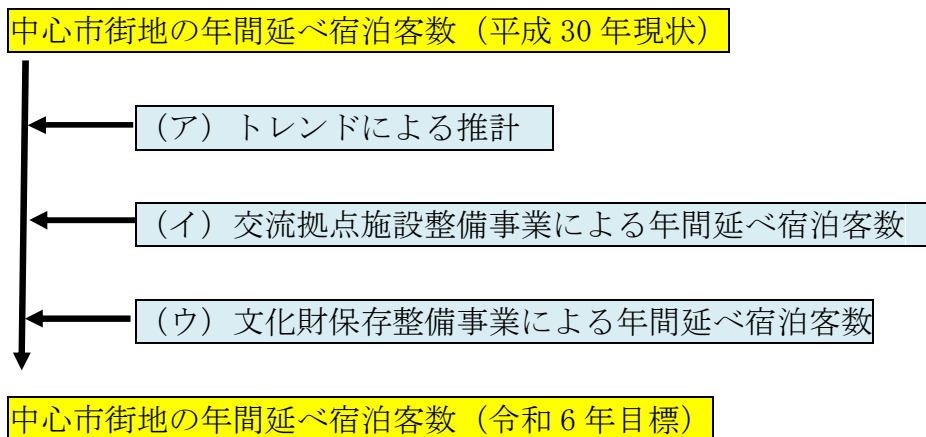 中心市街地の年間延べ宿泊客数（平成 30 年現状）
（ア）トレンドによる推計
（イ）交流拠点施設整備事業による年間延べ宿泊客数
（ウ）文化財保存整備事業による年間延べ宿泊客数
中心市街地の年間延べ宿泊客数（令和 6 年目標）